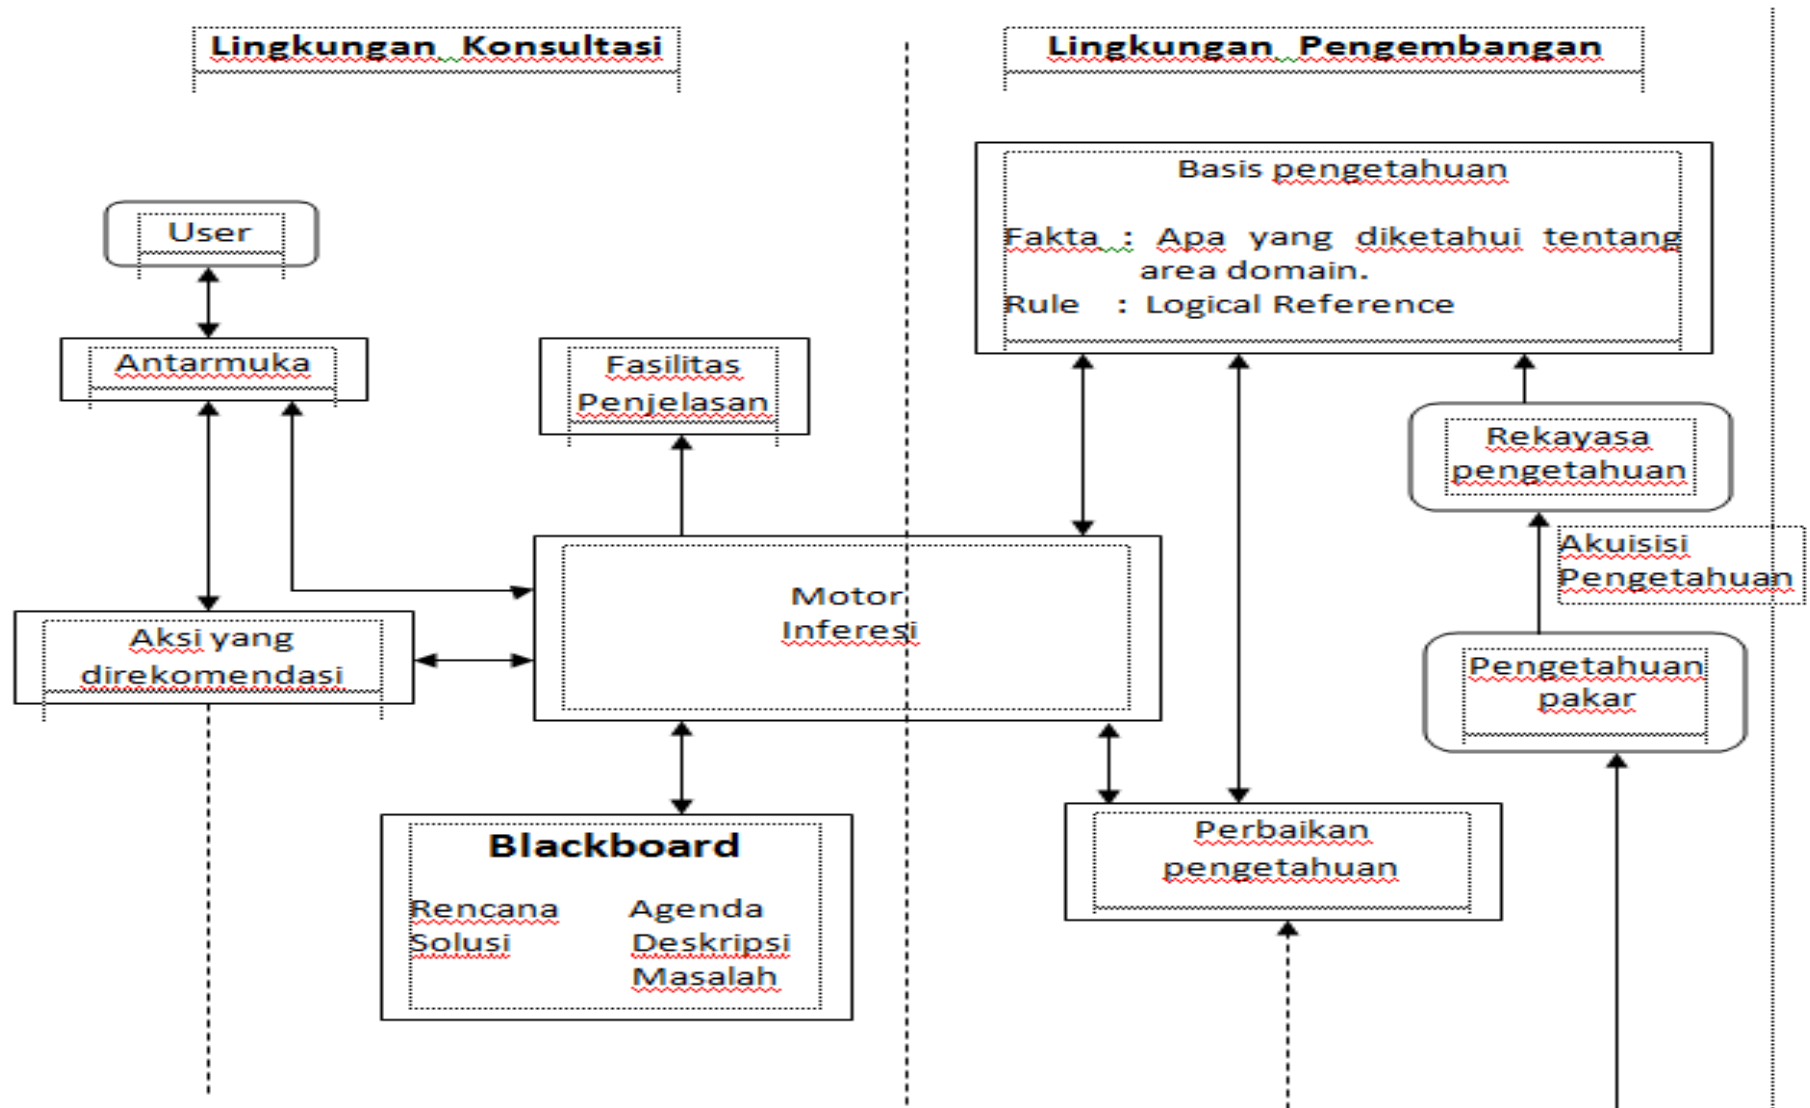 Lingkungan Konsultasi
Lingkungan Pengembangan
User
Antarmuka
Fasilitas
Penjelasan
Aksi yang
direkomendasi
Motor
Inferesi
Blackboard
Rencana Agenda
Solusi Deskripsi
Masalah
Basis pengetahuan
Fakta : Apa yang diketahui tentang
area domain.
Rule : Logical Reference
Rekayasa
pengetahuan
Akuisisi
Pengetahuan
Pengetahuan
pakar
Perbaikan
pengetahuan